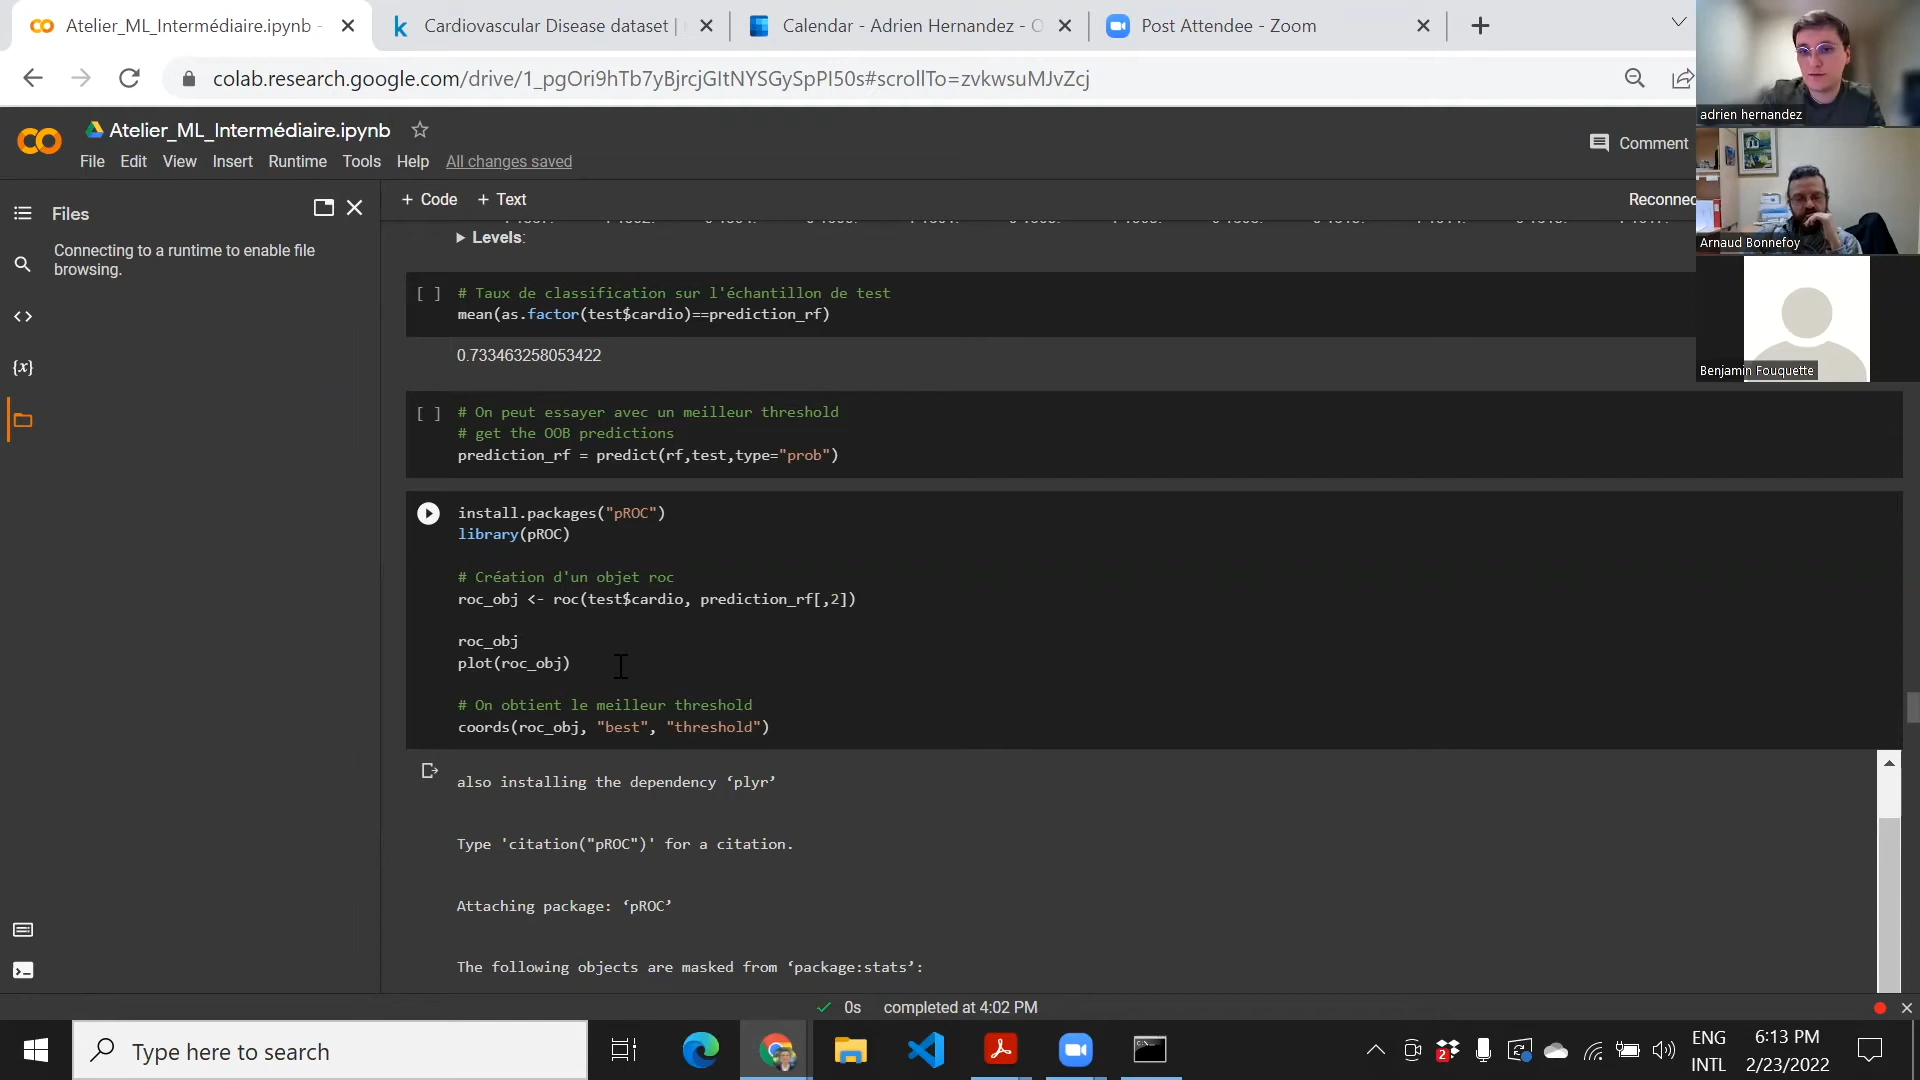 Atelier_ML_Intermédiaire.ipynb -
Cardiovascular Disease dataset |
Calendar - Adrien Hernandez - O
Post Attendee - Zoom
colab.research.google.com/drive/1_pgOri9hTb7yBjrcjGItNYSGySpPI50s#scrollTo=zvkwsuMJvZcj
adrien hernandez
Arnaud Bonnefoy
Benjamin Fouquette
Atelier_ML_Intermédiaire.ipynb
Comment
File Edit View Insert Runtime Tools Help All changes saved
+ Code + Text
Reconnec
Files
Connecting to a runtime to enable file
browsing.
Levels:
[ ] # Taux de classification sur l'échantillon de test
mean(as.factor(test$cardio)==prediction_rf)
0.733463258053422
[ ] # On peut essayer avec un meilleur threshold
# get the OOB predictions
prediction_rf = predict(rf,test,type="prob")
install.packages("pROC")
library(pROC)
# Création d'un objet roc
roc_obj <- roc(test$cardio, prediction_rf[,2])
roc_obj
plot(roc_obj)
# On obtient le meilleur threshold
coords(roc_obj, "best", "threshold")
also installing the dependency ‘plyr’
Type 'citation("pROC")' for a citation.
Attaching package: ‘pROC’
The following objects are masked from ‘package:stats’:
0s completed at 4:02 PM
Type here to search
2
ENG
INTL
6:13 PM
2/23/2022